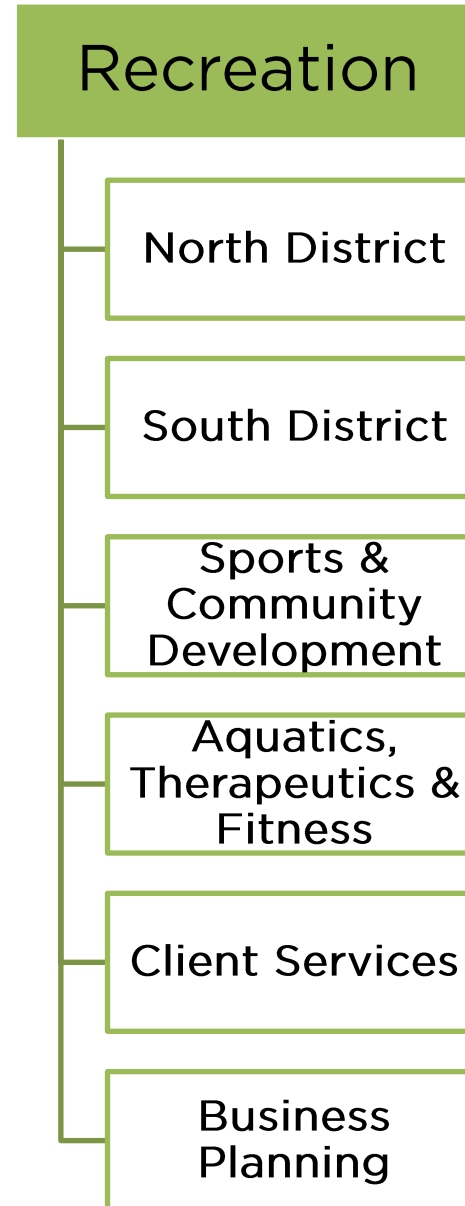 Recreation
North District
South District
Sports &
Community
Development
Aquatics,
Therapeutics &
Fitness
Client Services
Business
Planning